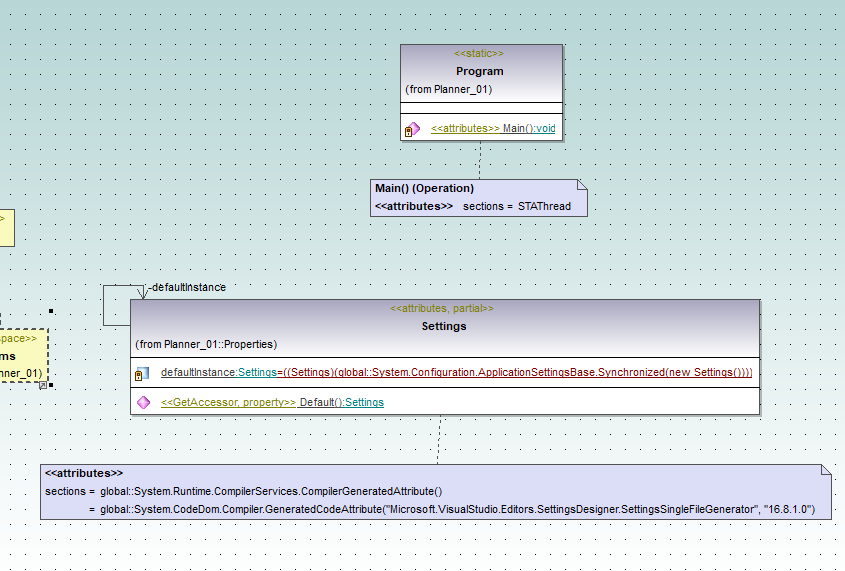 <<static>>
Program
(from Planner_01)
<<attributes>> Main():void
Main() (Operation)
<<attributes>> sections = STAThread
>
-defaultInstance
<<attributes, partial>>
Settings
(from Planner_01::Properties)
pace>>
ms
nner_01)
defaultInstance:Settings=((Settings)(global::System.Configuration.ApplicationSettingsBase.Synchronized(new Settings())))
<<GetAccessor, property>> Default():Settings
<<attributes>>
sections = global::System.Runtime.CompilerServices.CompilerGeneratedAttribute()
= global::System.CodeDom.Compiler.GeneratedCodeAttribute("Microsoft.VisualStudio.Editors.SettingsDesigner.SettingsSingleFileGenerator", "16.8.1.0")